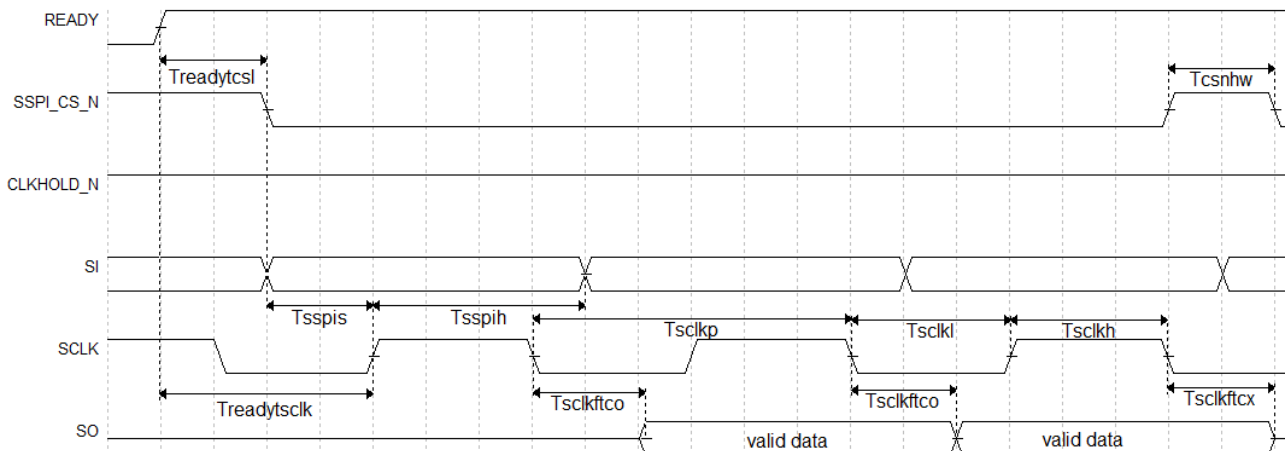 READY
Treadytcsl
Tcsnhw
SSPI_CS_N
CLKHOLD_N
SI
Tsspis
Tsspih
Tsclkp
Tsclkl
Tsclkh
SCLK
Treadytsclk
Tsclkftco
Tsclkftco
Tsclkftcx
SO
valid data
valid data